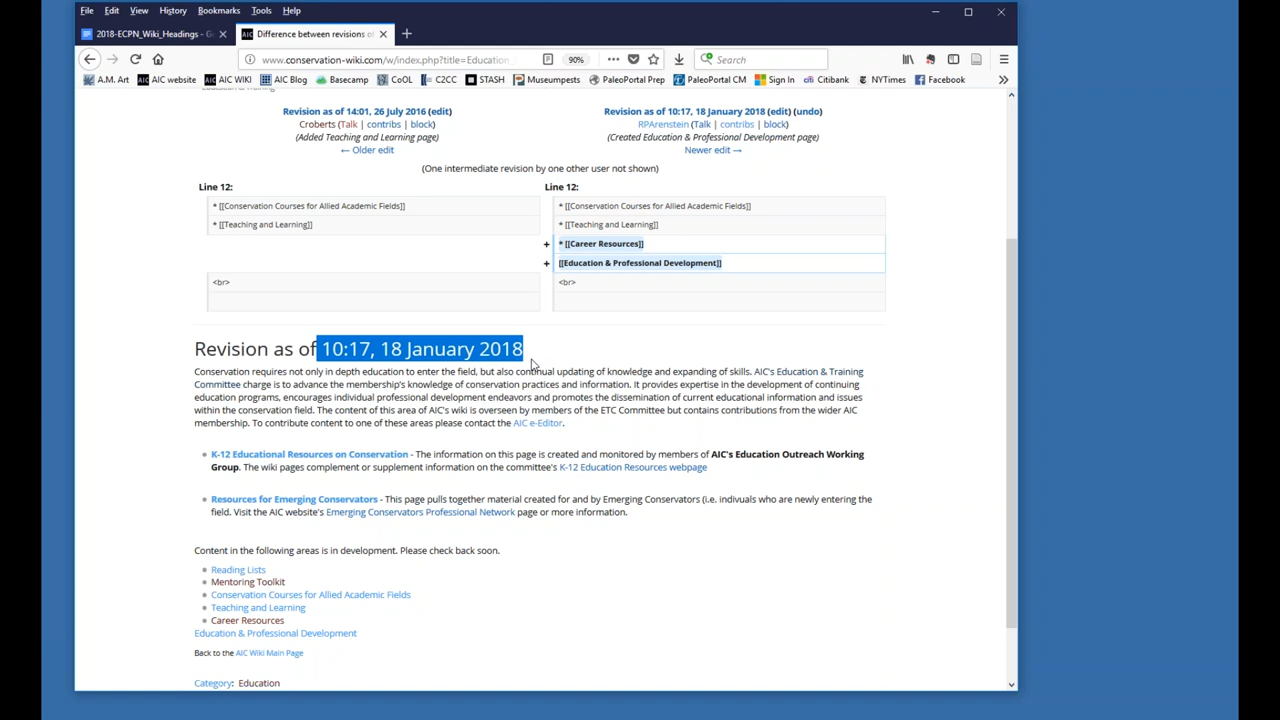 File Edit View History Bookmarks Tools Help
2018-ECPN_Wiki_Headings - G
Difference between revisions of
www.conservation-wiki.com/w/index.php?title=Education_ 90% Search
A.M. Art AIC website AIC WIKI AIC Blog Basecamp CoOL C2CC STASH Museumpests PaleoPortal Prep PaleoPortal CM Sign In Citibank NYTimes Facebook
Revision as of 14:01, 26 July 2016 (edit)
Croberts (Talk | contribs | block)
(Added Teaching and Learning page)
← Older edit
Revision as of 10:17, 18 January 2018 (edit) (undo)
RPArenstein (Talk | contribs | block)
(Created Education & Professional Development page)
Newer edit →
(One intermediate revision by one other user not shown)
Line 12:
* [[Conservation Courses for Allied Academic Fields]]
* [[Teaching and Learning]]
<br>
Line 12:
* [[Conservation Courses for Allied Academic Fields]]
* [[Teaching and Learning]]
+ * [[Career Resources]]
+ [[Education & Professional Development]]
<br>
Revision as of 10:17, 18 January 2018
Conservation requires not only in depth education to enter the field, but also continual updating of knowledge and expanding of skills. AIC's Education & Training
Committee charge is to advance the membership's knowledge of conservation practices and information. It provides expertise in the development of continuing
education programs, encourages individual professional development endeavors and promotes the dissemination of current educational information and issues
within the conservation field. The content of this area of AIC's wiki is overseen by members of the ETC Committee but contains contributions from the wider AIC
membership. To contribute content to one of these areas please contact the AIC e-Editor.
K-12 Educational Resources on Conservation - The information on this page is created and monitored by members of AIC's Education Outreach Working
Group. The wiki pages complement or supplement information on the committee's K-12 Education Resources webpage
Resources for Emerging Conservators - This page pulls together material created for and by Emerging Conservators (i.e. indivuals who are newly entering the
field. Visit the AIC website's Emerging Conservators Professional Network page or more information.
Content in the following areas is in development. Please check back soon.
Reading Lists
Mentoring Toolkit
Conservation Courses for Allied Academic Fields
Teaching and Learning
Career Resources
Education & Professional Development
Back to the AIC Wiki Main Page
Category: Education